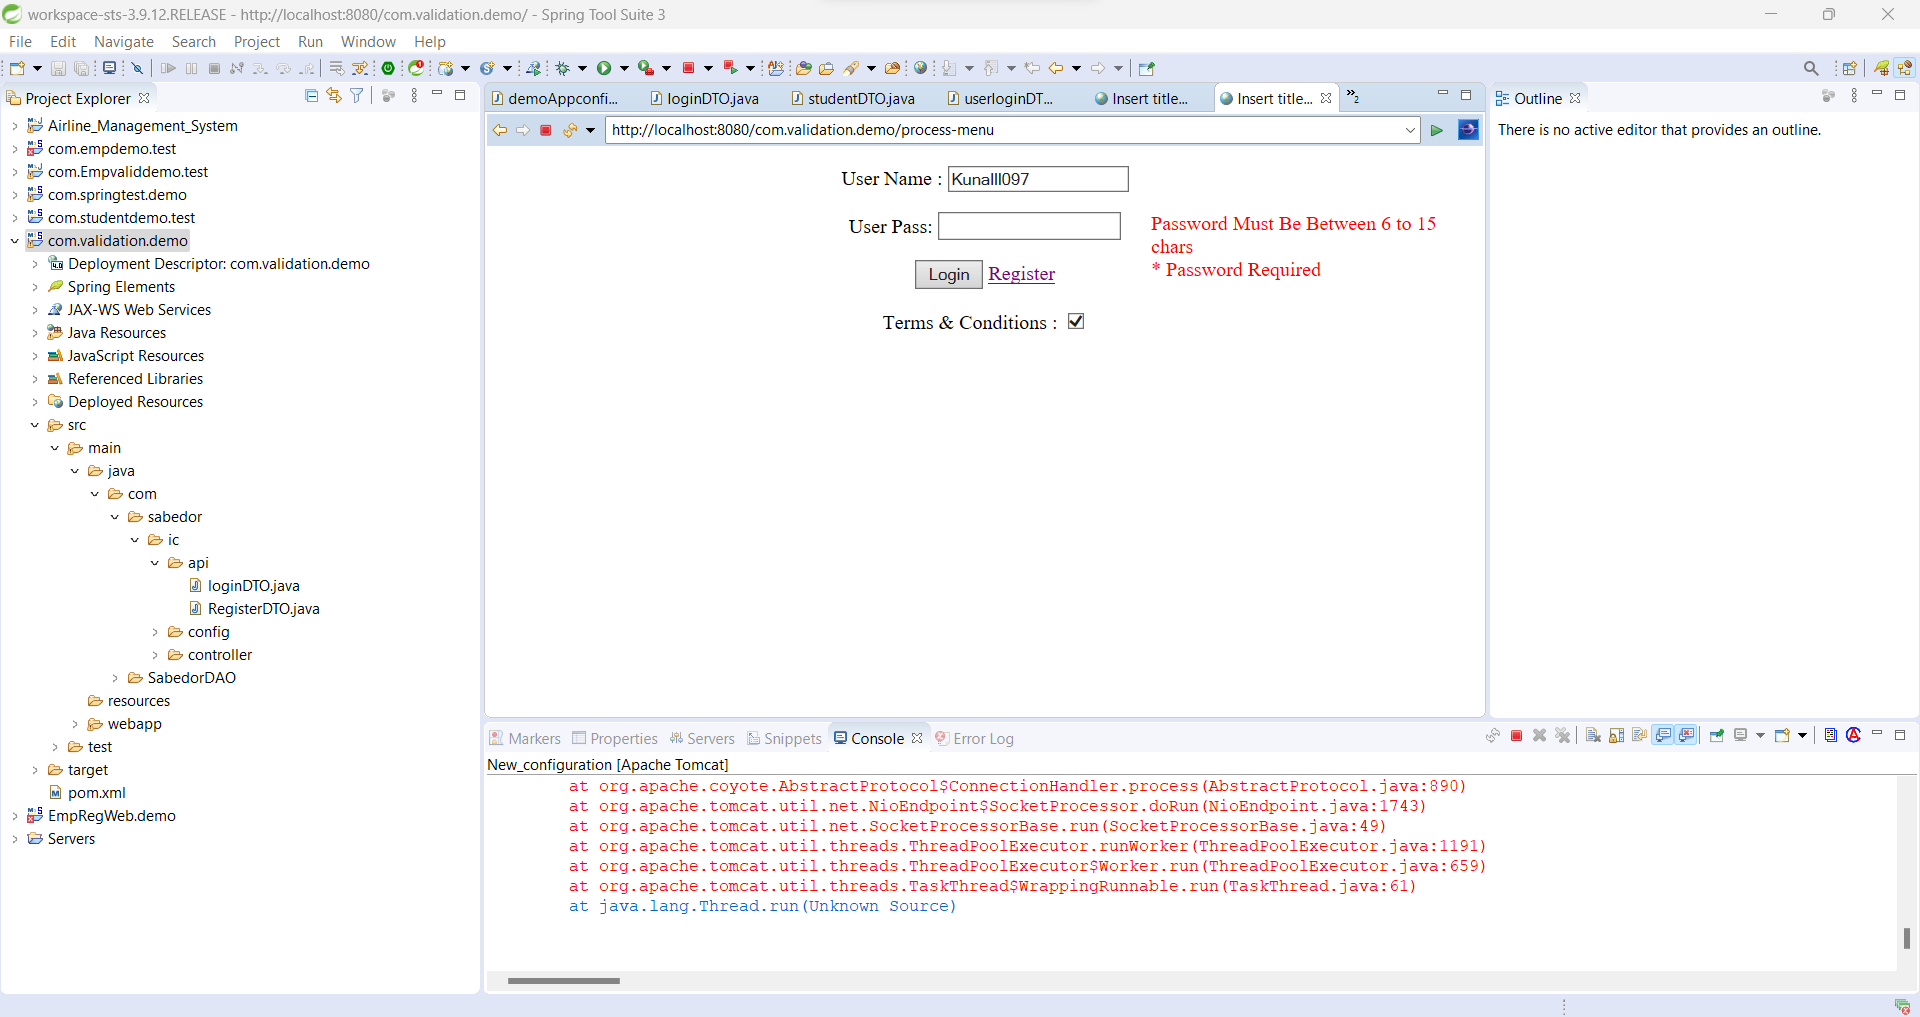 workspace-sts-3.9.12.RELEASE - http://localhost:8080/com.validation.demo/ - Spring Tool Suite 3
File Edit Navigate Search Project Run Window Help
Project Explorer
Airline_Management_System
com.empdemo.test
com.Empvaliddemo.test
com.springtest.demo
com.studentdemo.test
com.validation.demo
Deployment Descriptor: com.validation.demo
Spring Elements
JAX-WS Web Services
Java Resources
JavaScript Resources
Referenced Libraries
Deployed Resources
src
main
java
com
sabedor
ic
api
loginDTO.java
RegisterDTO.java
config
controller
SabedorDAO
resources
webapp
test
target
pom.xml
EmpRegWeb.demo
Servers
demoAppconfi... loginDTO.java studentDTO.java userloginDT... Insert title... Insert title... »2
http://localhost:8080/com.validation.demo/process-menu
User Name : Kunalll097
User Pass:
Password Must Be Between 6 to 15
chars
* Password Required
Login Register
Terms & Conditions :
Outline
There is no active editor that provides an outline.
Markers Properties Servers Snippets Console Error Log
New_configuration [Apache Tomcat]
at org.apache.coyote.AbstractProtocol$ConnectionHandler.process(AbstractProtocol.java:890)
at org.apache.tomcat.util.net.NioEndpoint$SocketProcessor.doRun(NioEndpoint.java:1743)
at org.apache.tomcat.util.net.SocketProcessorBase.run(SocketProcessorBase.java:49)
at org.apache.tomcat.util.threads.ThreadPoolExecutor.runWorker(ThreadPoolExecutor.java:1191)
at org.apache.tomcat.util.threads.ThreadPoolExecutor$Worker.run(ThreadPoolExecutor.java:659)
at org.apache.tomcat.util.threads.TaskThread$WrappingRunnable.run(TaskThread.java:61)
at java.lang.Thread.run(Unknown Source)